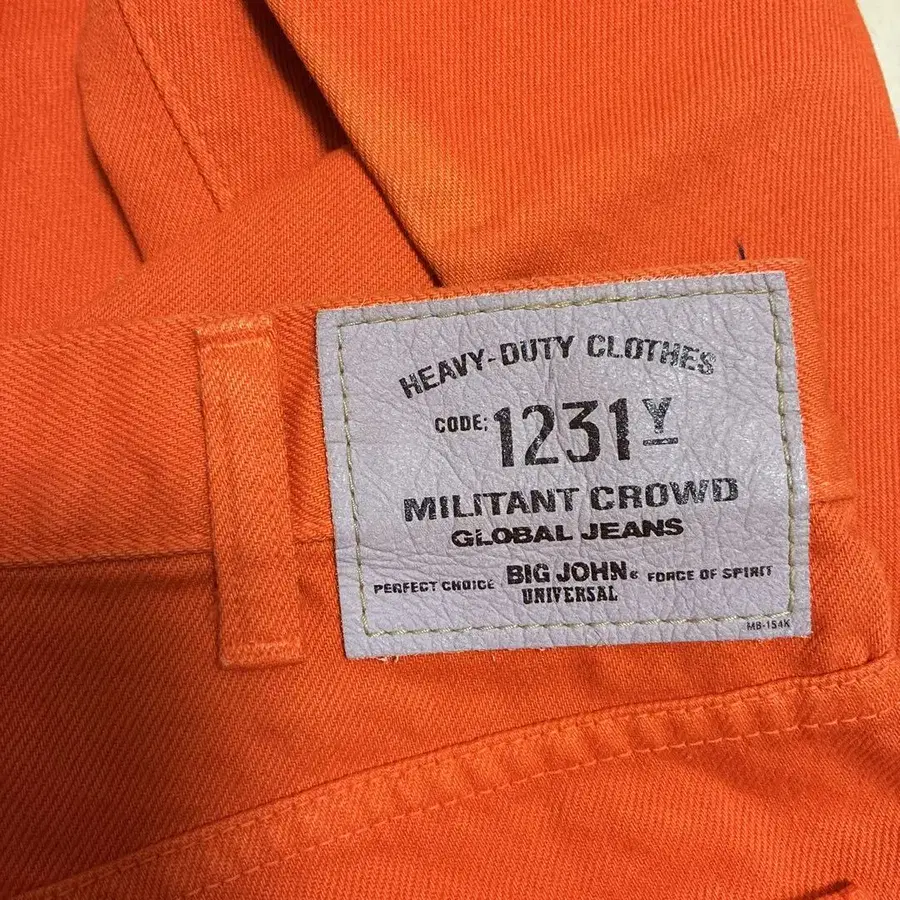 HEAVY-DUTY CLOTHES
CODE; 1231Y
MILITANT CROWD
GLOBAL JEANS
PERFECT CHOICE BIG JOHN® FORCE OF SPIRIT
UNIVERSAL
MB-154K